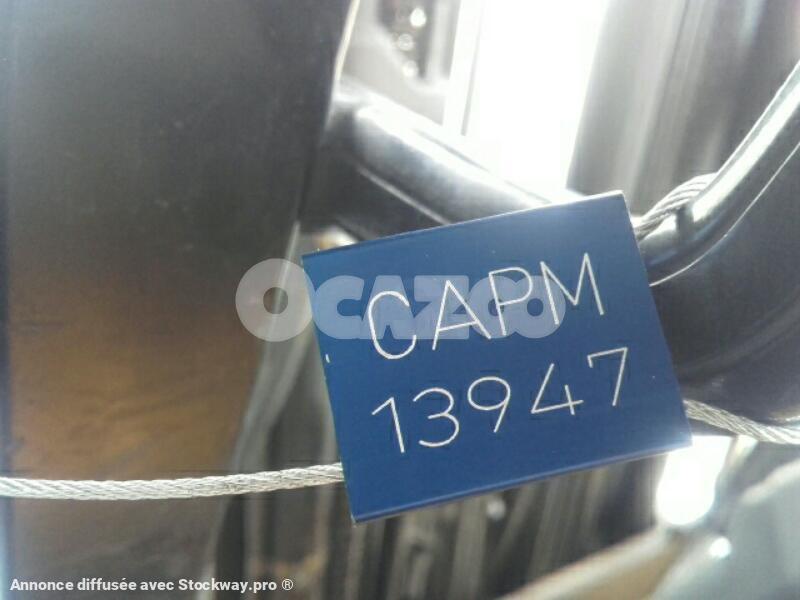 OCAZOO
CAPM
13947
Annonce diffusée avec Stockway.pro ®